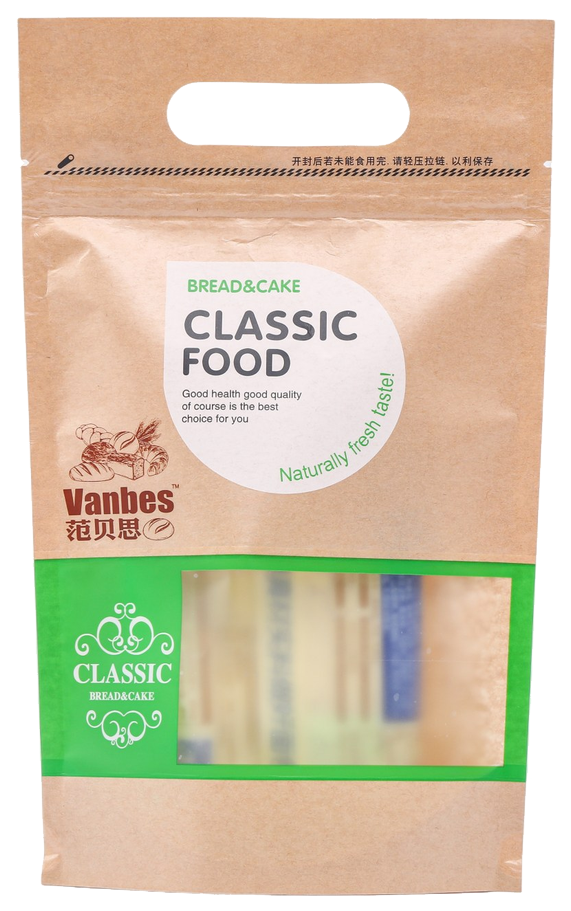 开封后若未能食用完, 请轻压拉链, 以利保存
BREAD&CAKE
CLASSIC
FOOD
Good health good quality
of course is the best
choice for you
Naturally fresh taste!
Vanbes™
范贝思
CLASSIC
BREAD&CAKE